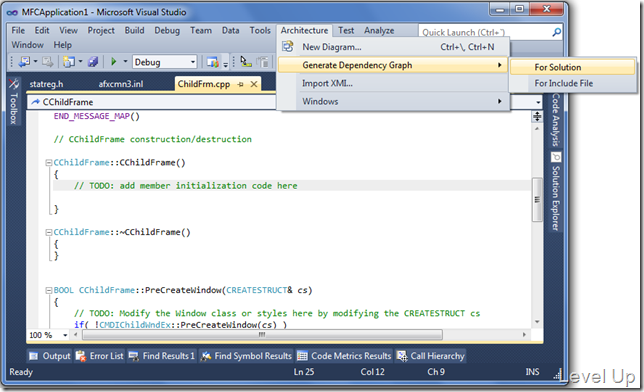 MFCApplication1 - Microsoft Visual Studio
File Edit View Project Build Debug Team Data Tools Architecture Test Analyze Quick Launch (Ctrl+`)
New Diagram... Ctrl+\, Ctrl+N
Debug
Generate Dependency Graph
For Solution
Import XMI...
For Include File
Windows
statreg.h afxcmn3.inl ChildFrm.cpp
CChildFrame
Toolbox
Code Analysis
Solution Explorer
END_MESSAGE_MAP()
// CChildFrame construction/destruction
CChildFrame::CChildFrame()
{
// TODO: add member initialization code here
}
CChildFrame::~CChildFrame()
{
}
BOOL CChildFrame::PreCreateWindow(CREATESTRUCT& cs)
{
// TODO: Modify the Window class or styles here by modifying the CREATESTRUCT cs
if( !CMDIChildWndEx::PreCreateWindow(cs) )
100 %
Output Error List Find Results 1 Find Symbol Results Code Metrics Results Call Hierarchy
Ready Ln 25 Col 12 Ch 9 INS
Level Up